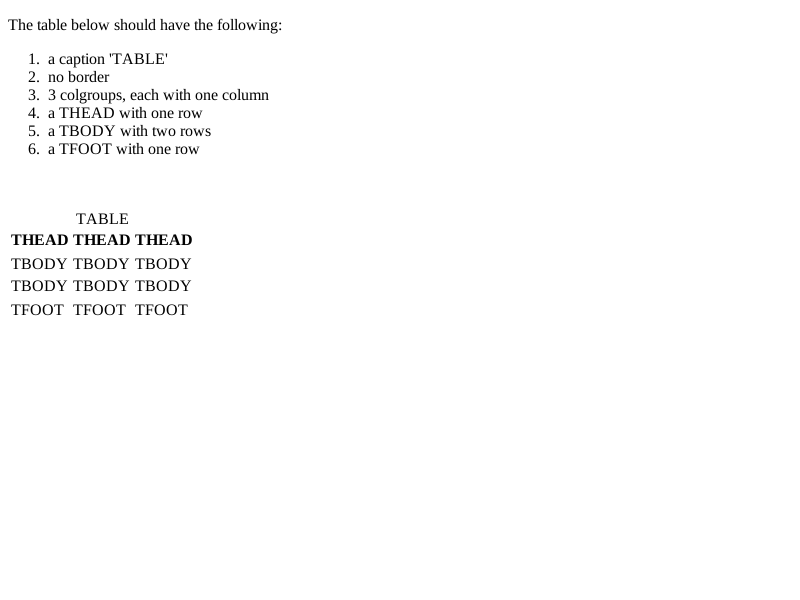 The table below should have the following:
1. a caption 'TABLE'
2. no border
3. 3 colgroups, each with one column
4. a THEAD with one row
5. a TBODY with two rows
6. a TFOOT with one row
TABLE
THEAD THEAD THEAD
TBODY TBODY TBODY
TBODY TBODY TBODY
TFOOT TFOOT TFOOT